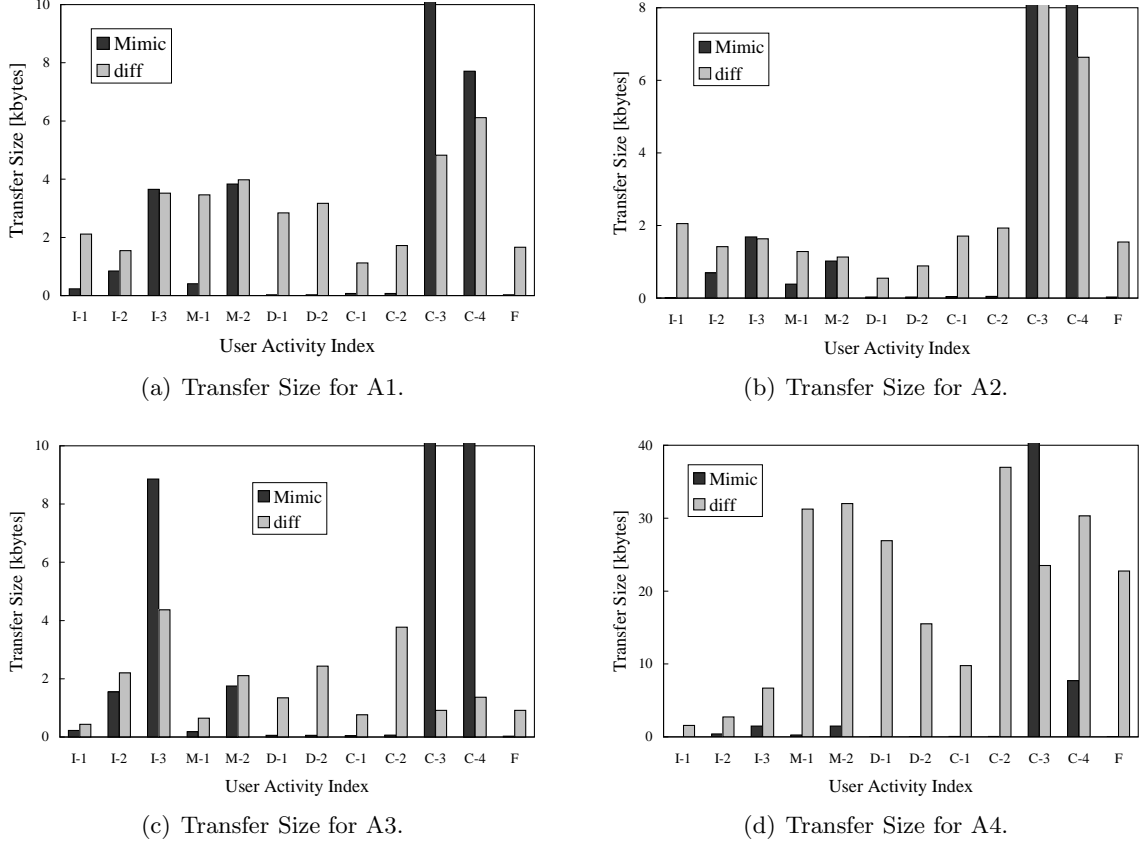 10
8
6
4
2
0
Transfer Size [kbytes]
Mimic
diff
I-1 I-2 I-3 M-1 M-2 D-1 D-2 C-1 C-2 C-3 C-4 F
User Activity Index
(a) Transfer Size for A1.
8
6
4
2
0
Transfer Size [kbytes]
Mimic
diff
I-1 I-2 I-3 M-1 M-2 D-1 D-2 C-1 C-2 C-3 C-4 F
User Activity Index
(b) Transfer Size for A2.
10
8
6
4
2
0
Transfer Size [kbytes]
Mimic
diff
I-1 I-2 I-3 M-1 M-2 D-1 D-2 C-1 C-2 C-3 C-4 F
User Activity Index
(c) Transfer Size for A3.
40
30
20
10
0
Transfer Size [kbytes]
Mimic
diff
I-1 I-2 I-3 M-1 M-2 D-1 D-2 C-1 C-2 C-3 C-4 F
User Activity Index
(d) Transfer Size for A4.